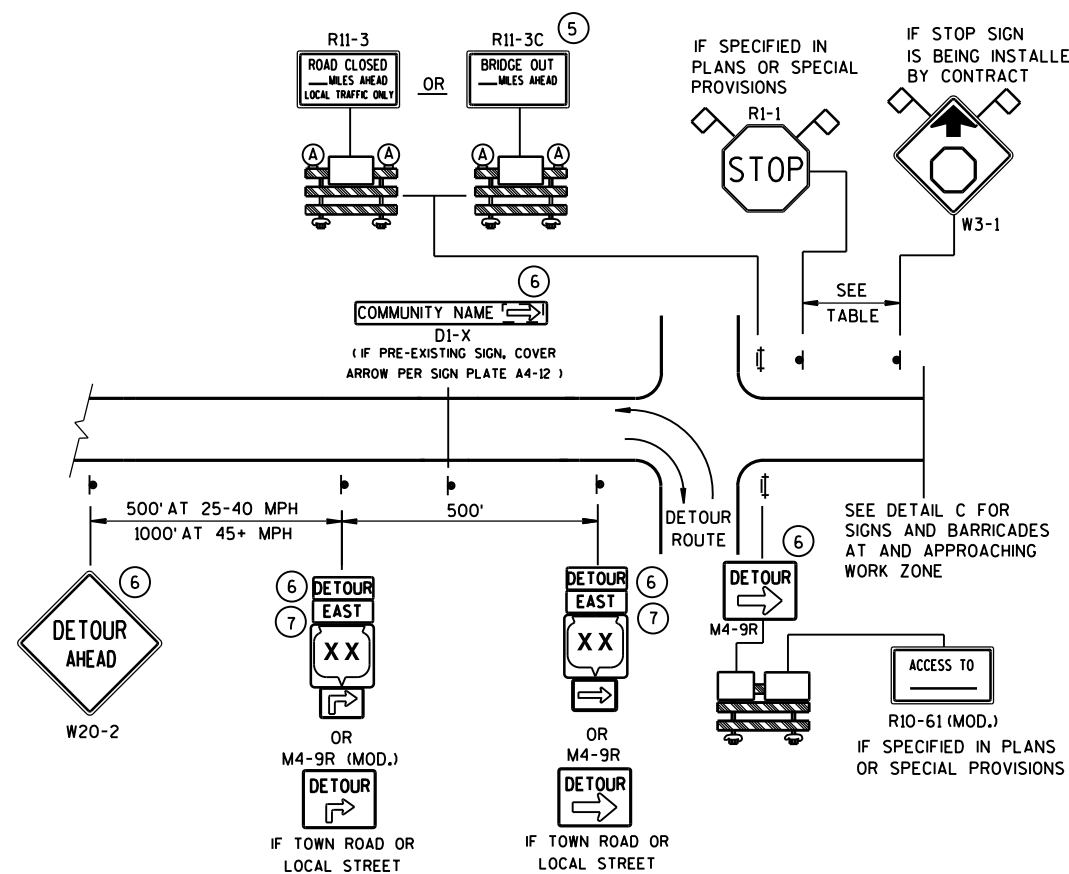 R11-3
ROAD CLOSED
___MILES AHEAD
LOCAL TRAFFIC ONLY
OR
R11-3C
5
BRIDGE OUT
___MILES AHEAD
A
A
A
A
IF SPECIFIED IN
PLANS OR SPECIAL
PROVISIONS
R1-1
STOP
IF STOP SIGN
IS BEING INSTALLE
BY CONTRACT
W3-1
SEE
TABLE
6
COMMUNITY NAME
D1-X
(IF PRE-EXISTING SIGN, COVER
ARROW PER SIGN PLATE A4-12 )
500' AT 25-40 MPH
1000' AT 45+ MPH
500'
DETOUR
ROUTE
SEE DETAIL C FOR
SIGNS AND BARRICADES
AT AND APPROACHING
WORK ZONE
6
DETOUR
AHEAD
W20-2
6
DETOUR
7
EAST
XX
OR
M4-9R (MOD.)
DETOUR
IF TOWN ROAD OR
LOCAL STREET
DETOUR
6
EAST
7
XX
OR
M4-9R
DETOUR
IF TOWN ROAD OR
LOCAL STREET
6
DETOUR
M4-9R
ACCESS TO
________
R10-61 (MOD.)
IF SPECIFIED IN PLANS
OR SPECIAL PROVISIONS